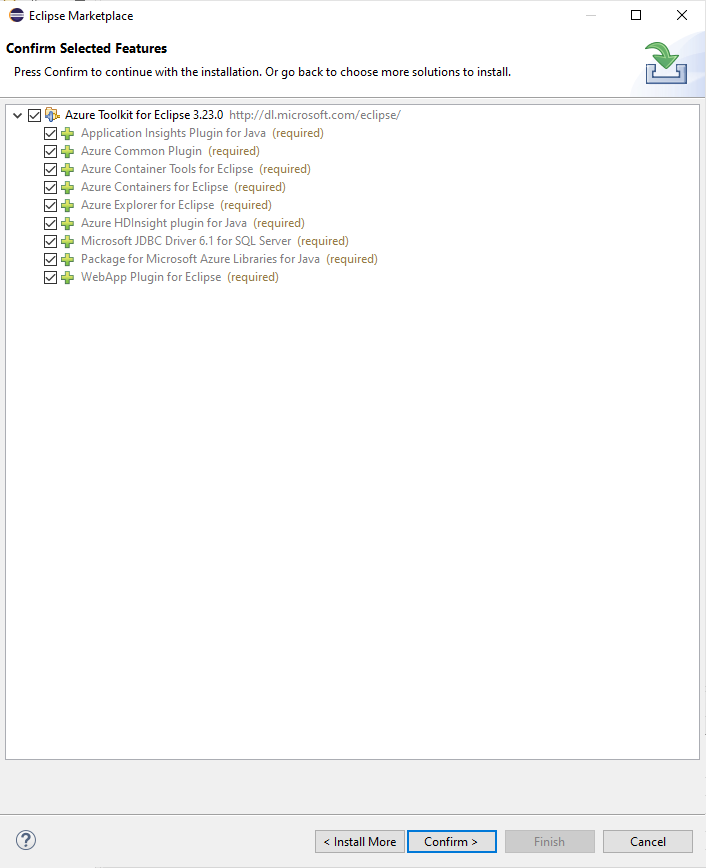 Eclipse Marketplace
Confirm Selected Features
Press Confirm to continue with the installation. Or go back to choose more solutions to install.
Azure Toolkit for Eclipse 3.23.0 http://dl.microsoft.com/eclipse/
Application Insights Plugin for Java (required)
Azure Common Plugin (required)
Azure Container Tools for Eclipse (required)
Azure Containers for Eclipse (required)
Azure Explorer for Eclipse (required)
Azure HDInsight plugin for Java (required)
Microsoft JDBC Driver 6.1 for SQL Server (required)
Package for Microsoft Azure Libraries for Java (required)
WebApp Plugin for Eclipse (required)
? < Install More Confirm > Finish Cancel